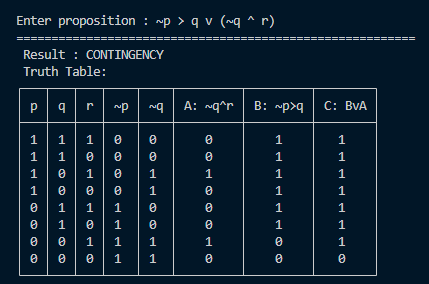 Enter proposition : ~p > q v (~q ^ r)
============================================================
Result : CONTINGENCY
Truth Table:
p q r ~p ~q A: ~q^r B: ~p>q C: BvA
1 1 1 0 0 0 1 1
1 1 0 0 0 0 1 1
1 0 1 0 1 1 1 1
1 0 0 0 1 0 1 1
0 1 1 1 0 0 1 1
0 1 0 1 0 0 1 1
0 0 1 1 1 1 0 1
0 0 0 1 1 0 0 0